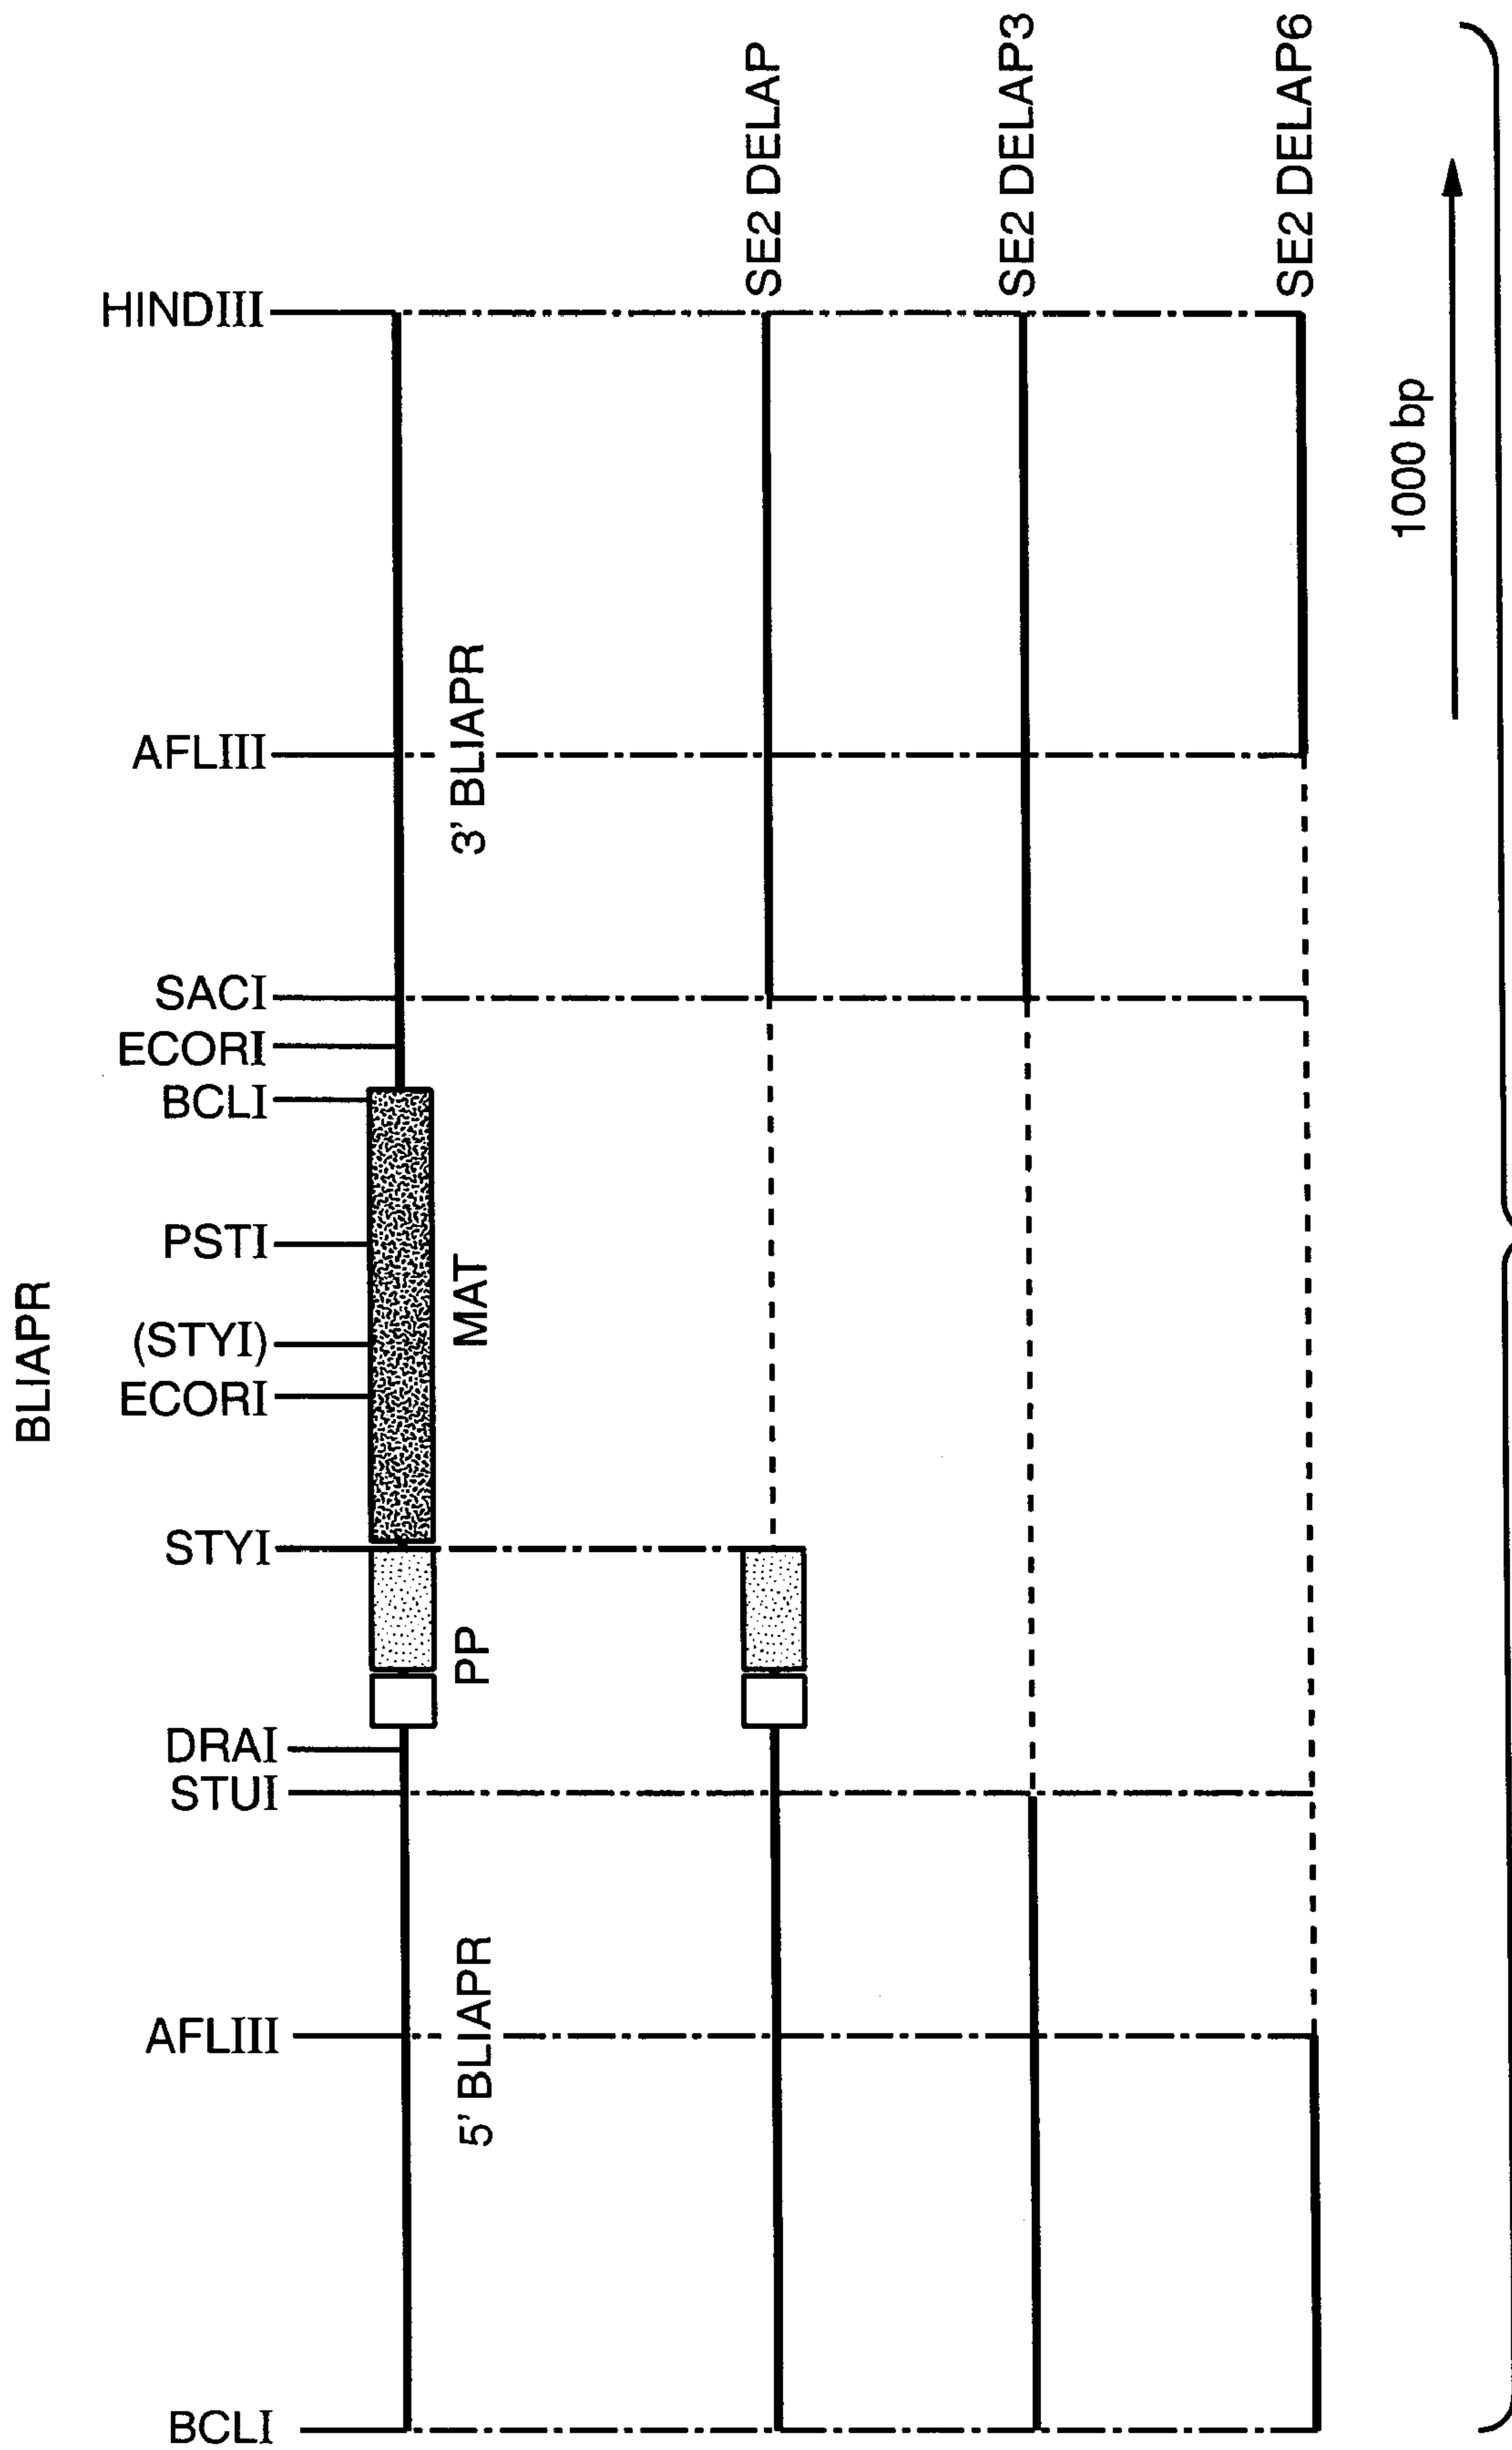 BLIAPR
BCLI
AFLIII
STUI
DRAI
STYI
ECORI
(STYI)
PSTI
BCLI
ECORI
SACI
AFLIII
HINDIII
5' BLIAPR
PP
MAT
3' BLIAPR
SE2 DELAP
SE2 DELAP3
SE2 DELAP6
1000 bp